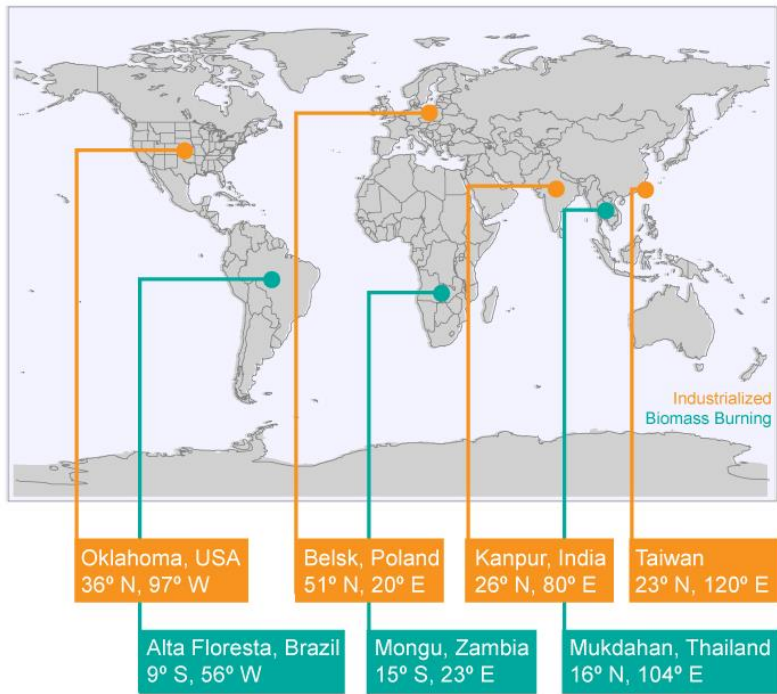 Industrialized
Biomass Burning
Oklahoma, USA
36º N, 97º W
Belsk, Poland
51º N, 20º E
Kanpur, India
26º N, 80º E
Taiwan
23º N, 120º E
Alta Floresta, Brazil
9º S, 56º W
Mongu, Zambia
15º S, 23º E
Mukdahan, Thailand
16º N, 104º E